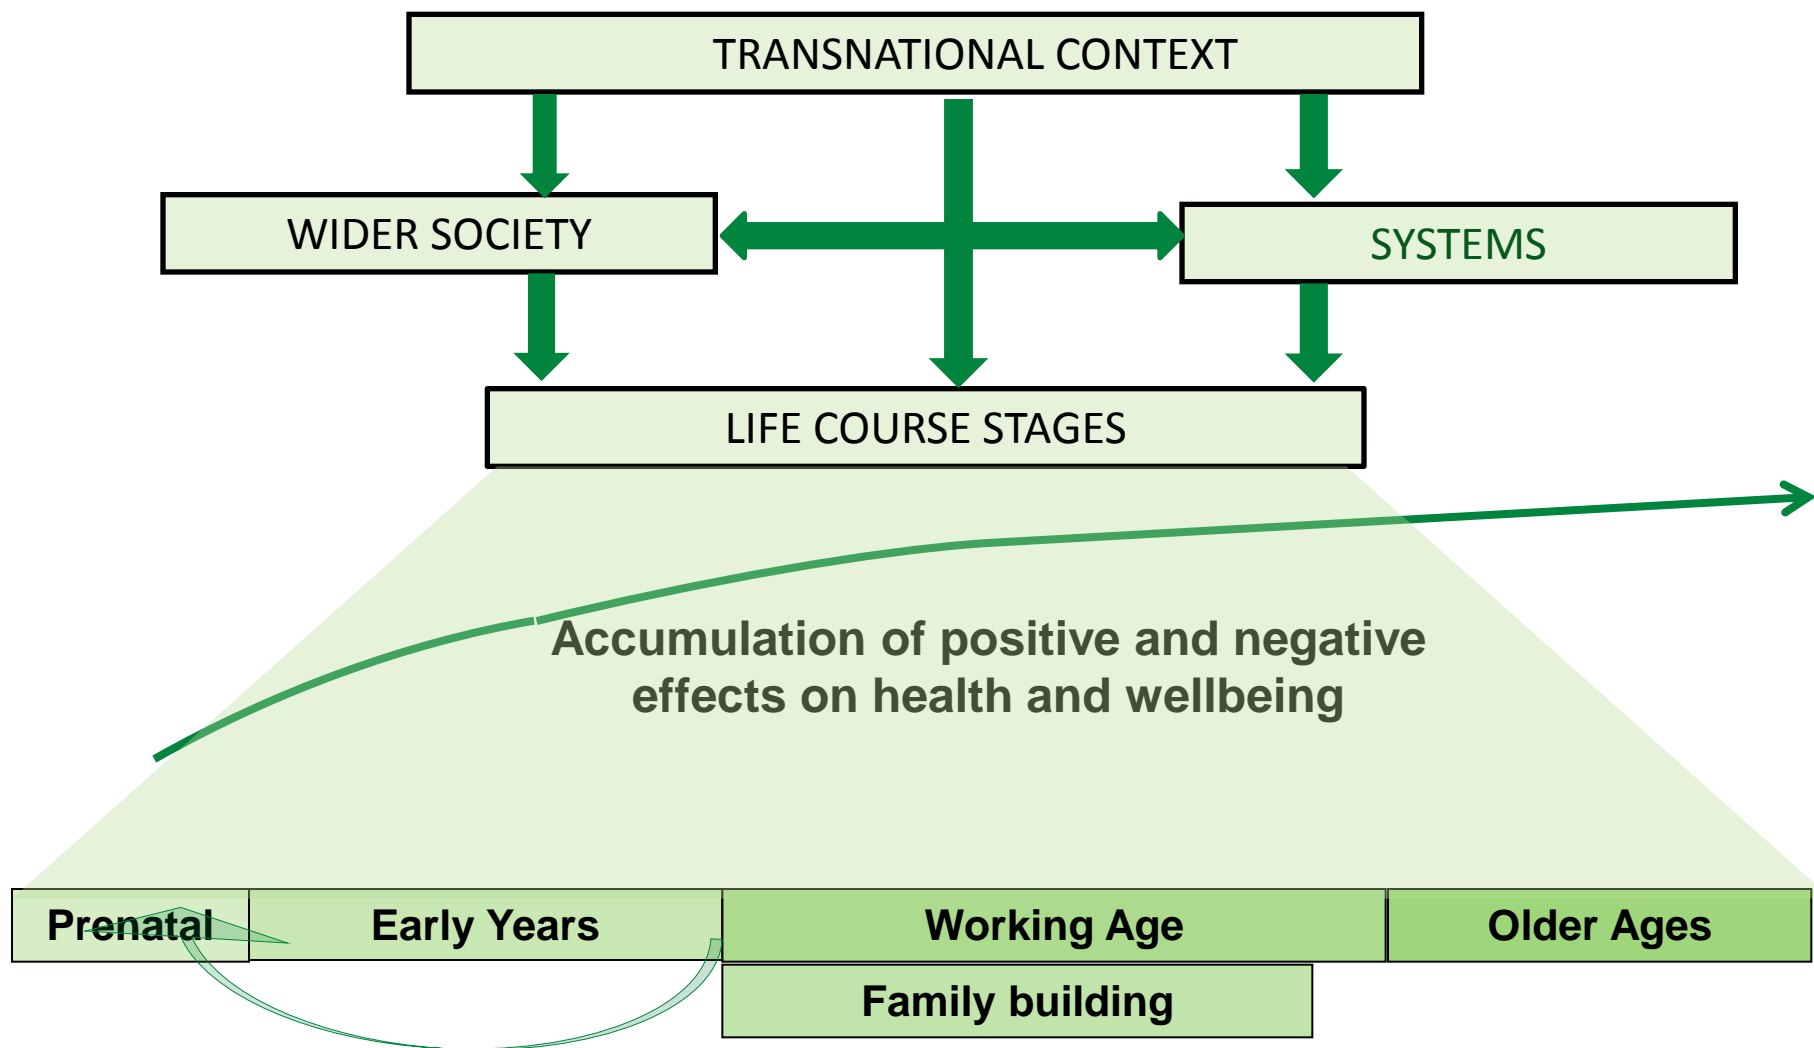 TRANSNATIONAL CONTEXT
WIDER SOCIETY
SYSTEMS
LIFE COURSE STAGES
Accumulation of positive and negative
effects on health and wellbeing
Prenatal
Early Years
Working Age
Older Ages
Family building